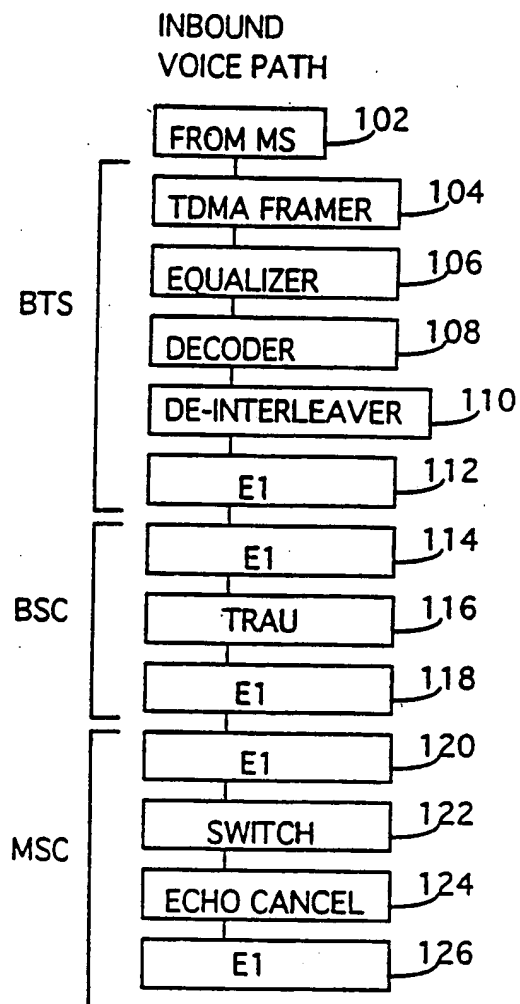 INBOUND
VOICE PATH
FROM MS 102
TDMA FRAMER 104
EQUALIZER 106
BTS
DECODER 108
DE-INTERLEAVER 110
E1 112
E1 114
BSC
TRAU 116
E1 118
E1 120
SWITCH 122
MSC
ECHO CANCEL 124
E1 126